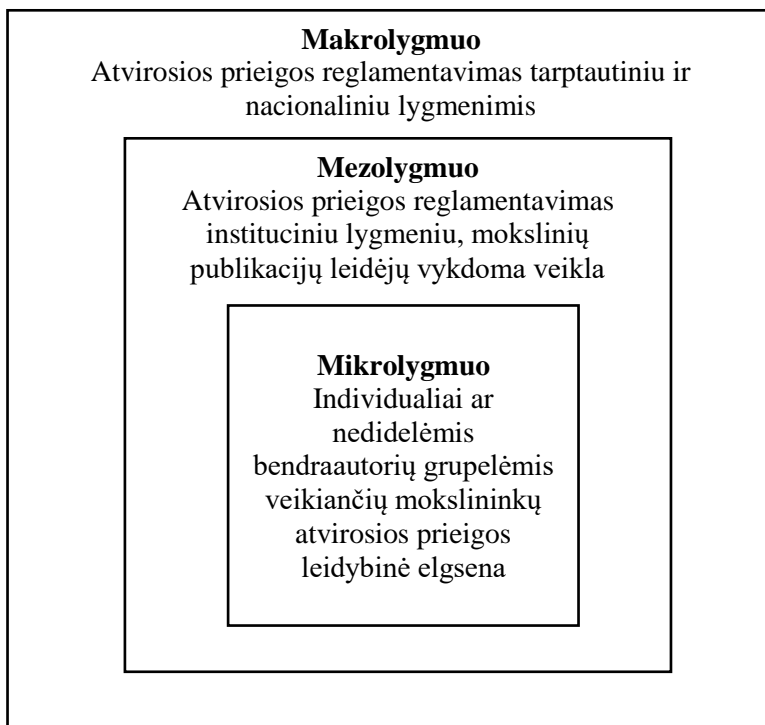 Makrolygmuo
Atvirosios prieigos reglamentavimas tarptautiniu ir
nacionaliniu lygmenimis
Mezolygmuo
Atvirosios prieigos reglamentavimas
instituciniu lygmeniu, mokslinių
publikacijų leidėjų vykdoma veikla
Mikrolygmuo
Individualiai ar
nedidelėmis
bendraautorių grupelėmis
veikiančių mokslininkų
atvirosios prieigos
leidybinė elgsena